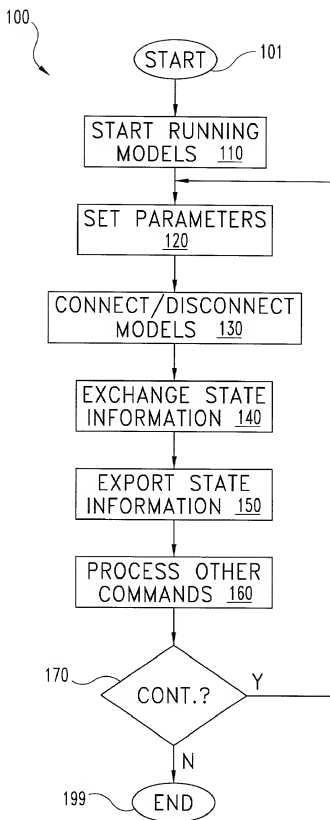 100
101
START
START RUNNING
MODELS 110
SET PARAMETERS
120
CONNECT/DISCONNECT
MODELS 130
EXCHANGE STATE
INFORMATION 140
EXPORT STATE
INFORMATION 150
PROCESS OTHER
COMMANDS 160
170
CONT.?
Y
N
199
END